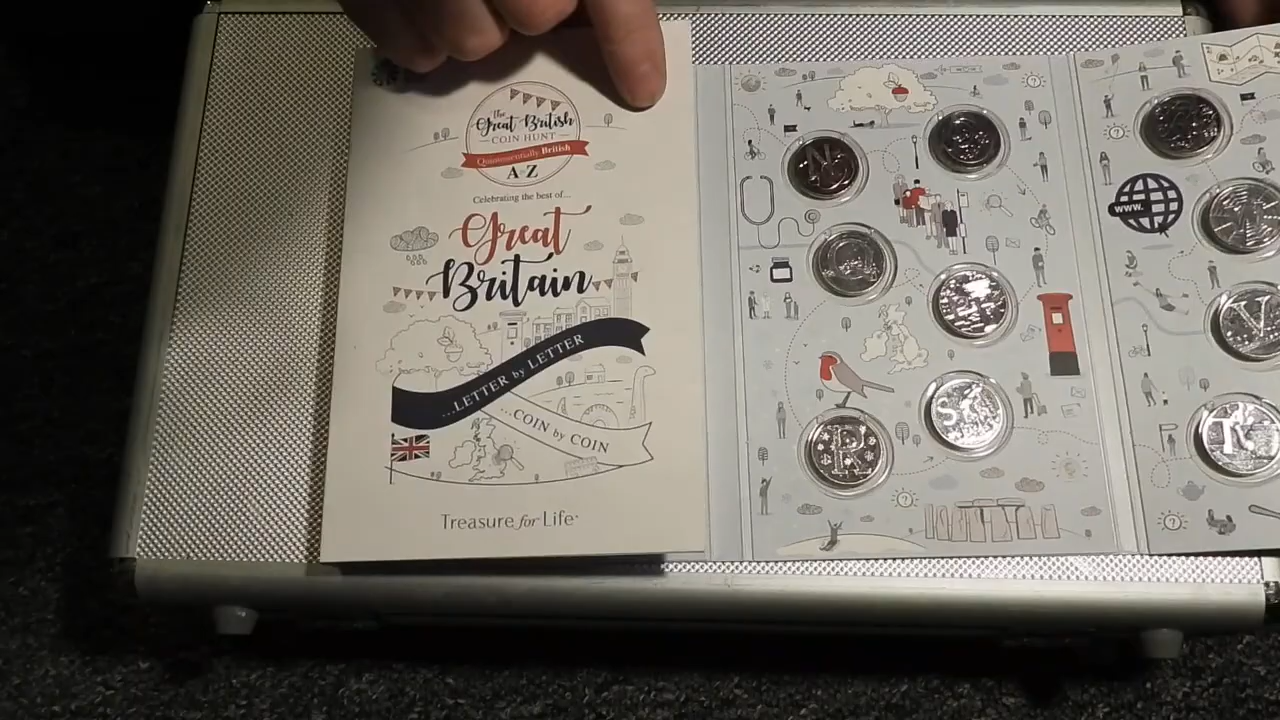 The
Great British
COIN HUNT
Quintessentially British
A-Z
Celebrating the best of...
Great
Britain
...LETTER by LETTER
...COIN by COIN
Treasure for Life
N
Q
R
S
www.
V
T